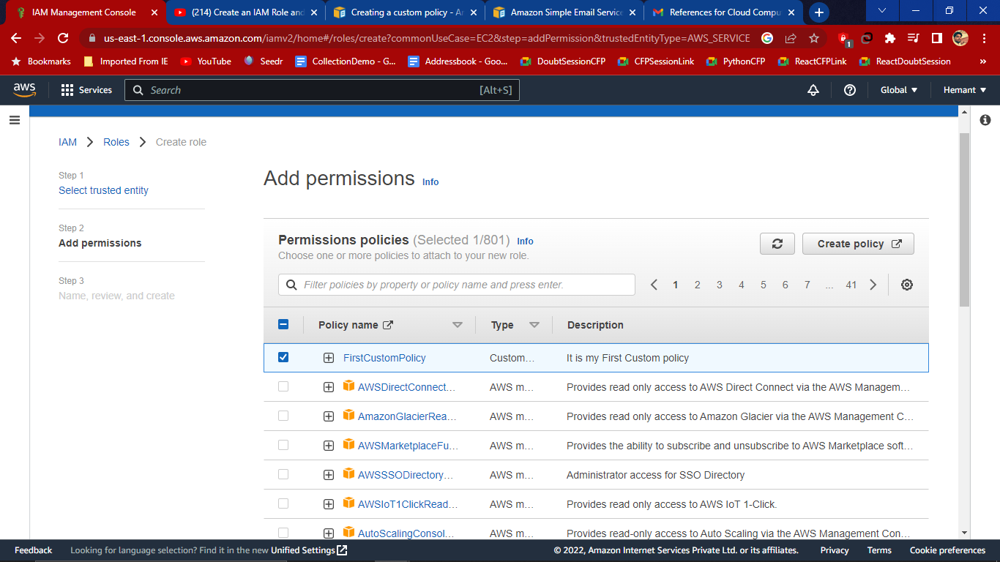 IAM Management Console
(214) Create an IAM Role and
Creating a custom policy - A
Amazon Simple Email Service
References for Cloud Compu
us-east-1.console.aws.amazon.com/iamv2/home#/roles/create?commonUseCase=EC2&step=addPermission&trustedEntityType=AWS_SERVICE
1
Bookmarks
Imported From IE
YouTube
Seedr
CollectionDemo - G...
Addressbook - Goo...
DoubtSessionCFP
CFPSessionLink
PythonCFP
ReactCFPLink
ReactDoubtSession
»
aws
Services
Search
[Alt+S]
Global
Hemant
IAM
Roles
Create role
Step 1
Select trusted entity
Step 2
Add permissions
Step 3
Name, review, and create
Add permissions Info
Permissions policies (Selected 1/801) Info
Choose one or more policies to attach to your new role.
Create policy
Filter policies by property or policy name and press enter.
1 2 3 4 5 6 7 ... 41
Policy name Type Description
FirstCustomPolicy Custom... It is my First Custom policy
AWSDirectConnect... AWS m... Provides read only access to AWS Direct Connect via the AWS Managem...
AmazonGlacierRea... AWS m... Provides read only access to Amazon Glacier via the AWS Management C...
AWSMarketplaceFu... AWS m... Provides the ability to subscribe and unsubscribe to AWS Marketplace soft...
AWSSSODirectory... AWS m... Administrator access for SSO Directory
AWSIoT1ClickRead... AWS m... Provides read only access to AWS IoT 1-Click.
AutoScalingConsol... AWS m... Provides read-only access to Auto Scaling via the AWS Management Con...
Feedback
Looking for language selection? Find it in the new Unified Settings
© 2022, Amazon Internet Services Private Ltd. or its affiliates.
Privacy
Terms
Cookie preferences